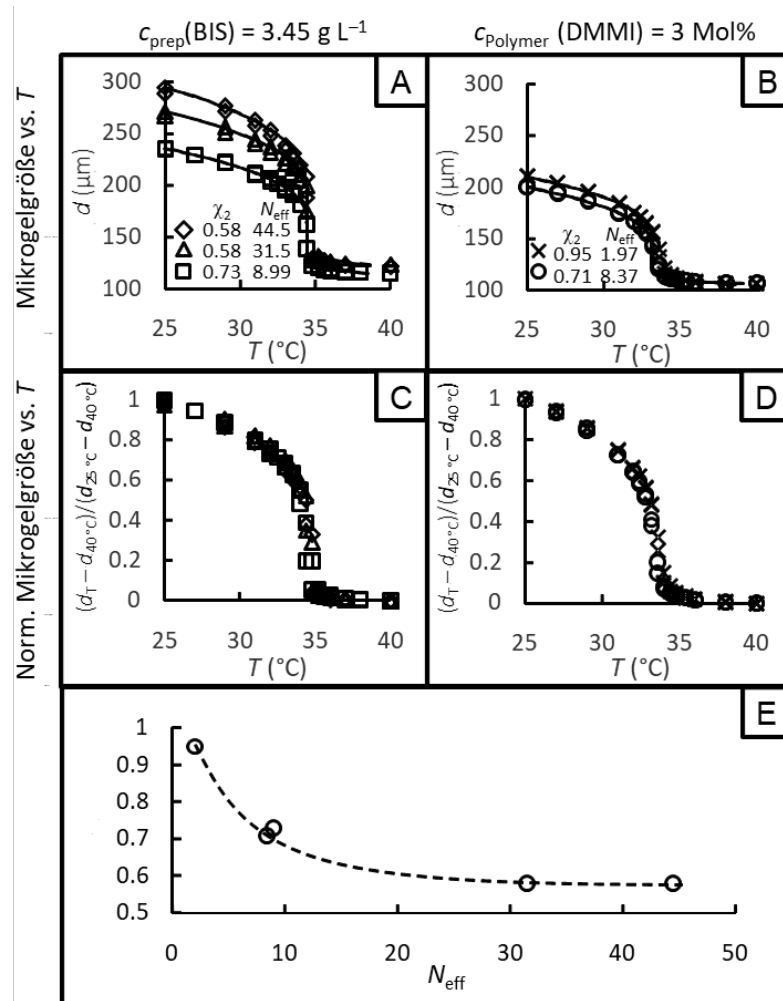 c_prep(BIS) = 3.45 g L⁻¹
c_Polymer (DMMI) = 3 Mol%
Mikrogelgröße vs. T
A
d (µm)
300
250
200
150
100
χ₂ N_eff
0.58 44.5
0.58 31.5
0.73 8.99
25 30 35 40
T (°C)
B
d (µm)
300
250
200
150
100
χ₂ N_eff
0.95 1.97
0.71 8.37
25 30 35 40
T (°C)
Norm. Mikrogelgröße vs. T
C
(d_T – d_40 °C)/(d_25 °C – d_40 °C)
1
0.8
0.6
0.4
0.2
0
25 30 35 40
T (°C)
D
(d_T – d_40 °C)/(d_25 °C – d_40 °C)
1
0.8
0.6
0.4
0.2
0
25 30 35 40
T (°C)
E
1
0.9
0.8
0.7
0.6
0.5
0 10 20 30 40 50
N_eff